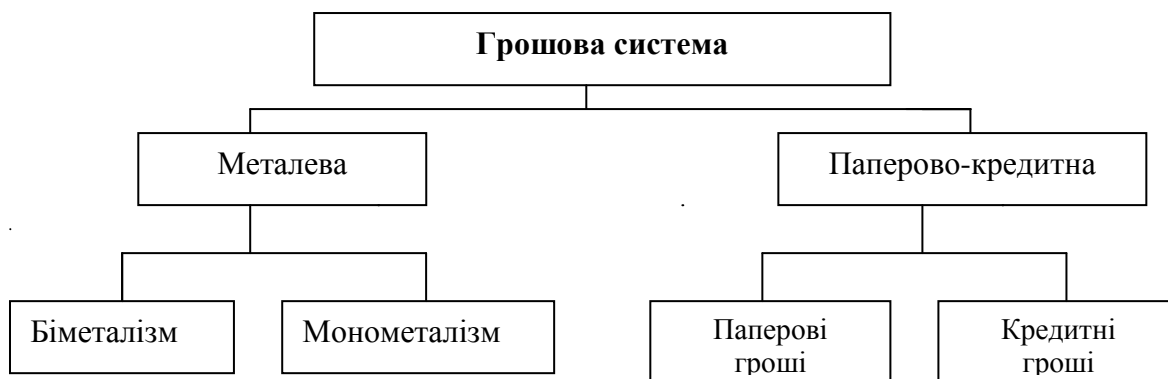 Грошова система
Металева
Паперово-кредитна
Біметалізм
Монометалізм
Паперові
гроші
Кредитні
гроші